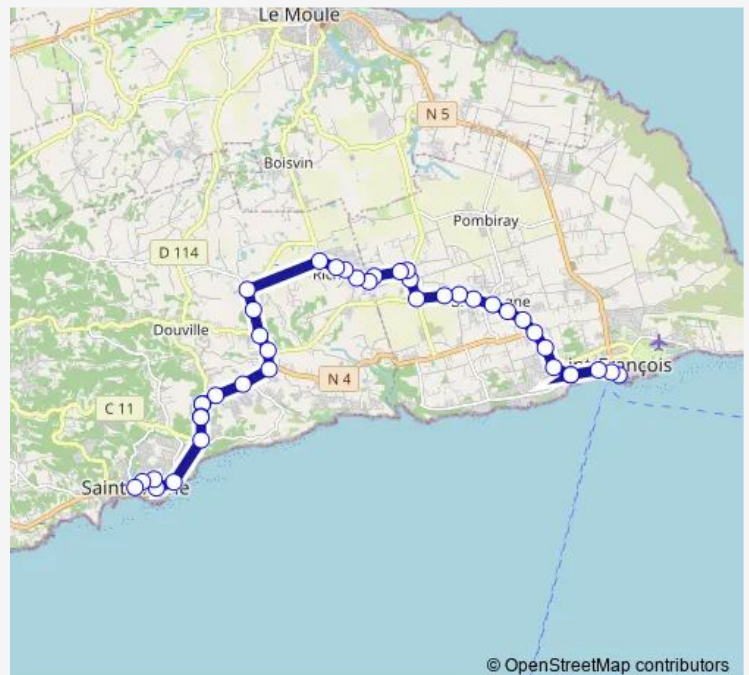 Le Moule
N 5
Boisvin
Pombiray
D 114
Douville
N 4
C 11
© OpenStreetMap contributors